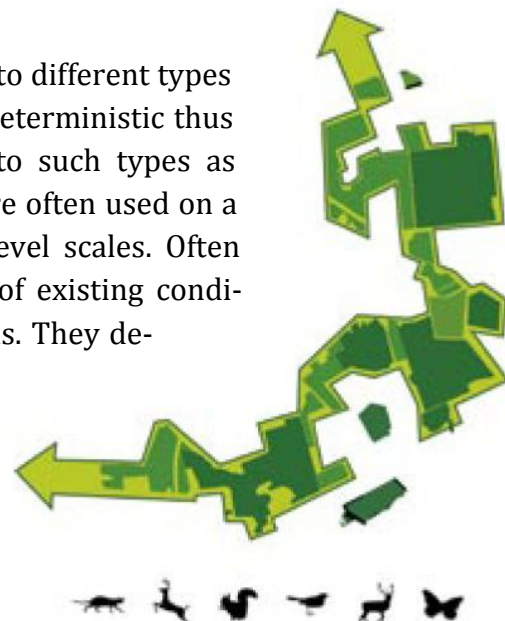 to different types
eterministic thus
to such types as
re often used on a
evel scales. Often
of existing condi-
s. They de-